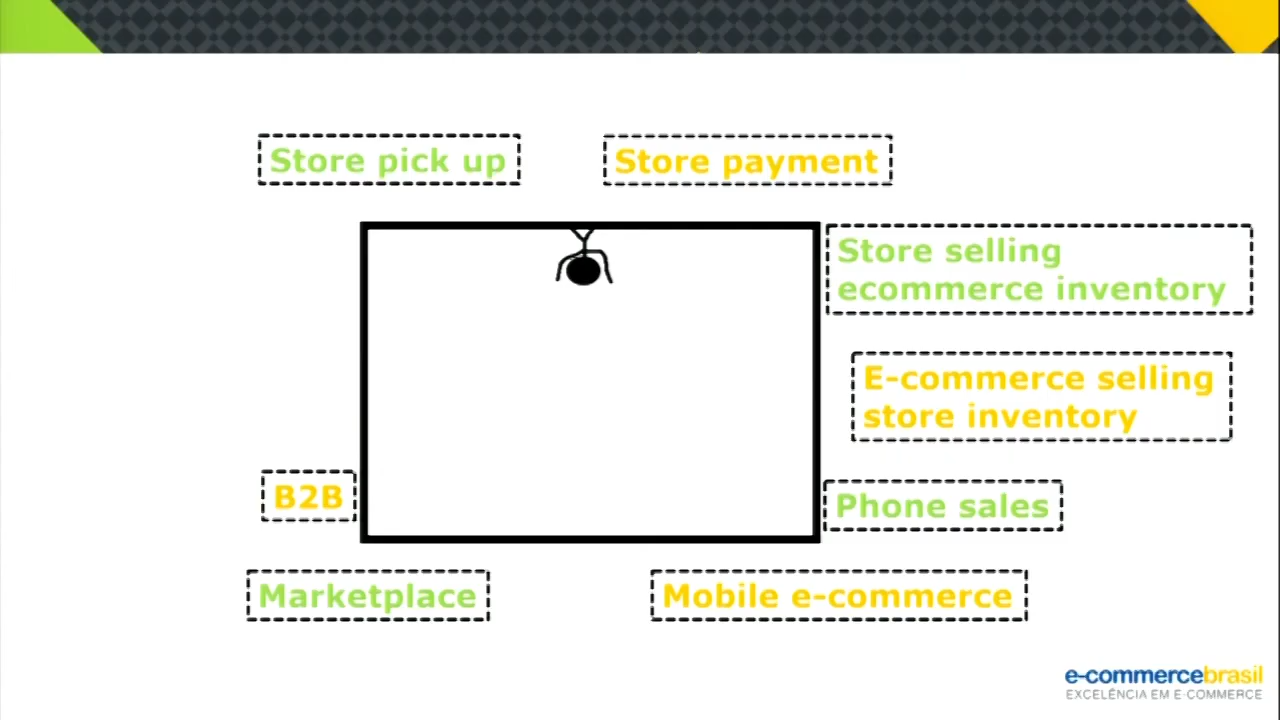 Store pick up
Store payment
Store selling
ecommerce inventory
E-commerce selling
store inventory
B2B
Phone sales
Marketplace
Mobile e-commerce
e-commercebrasil
EXCELÊNCIA EM E-COMMERCE